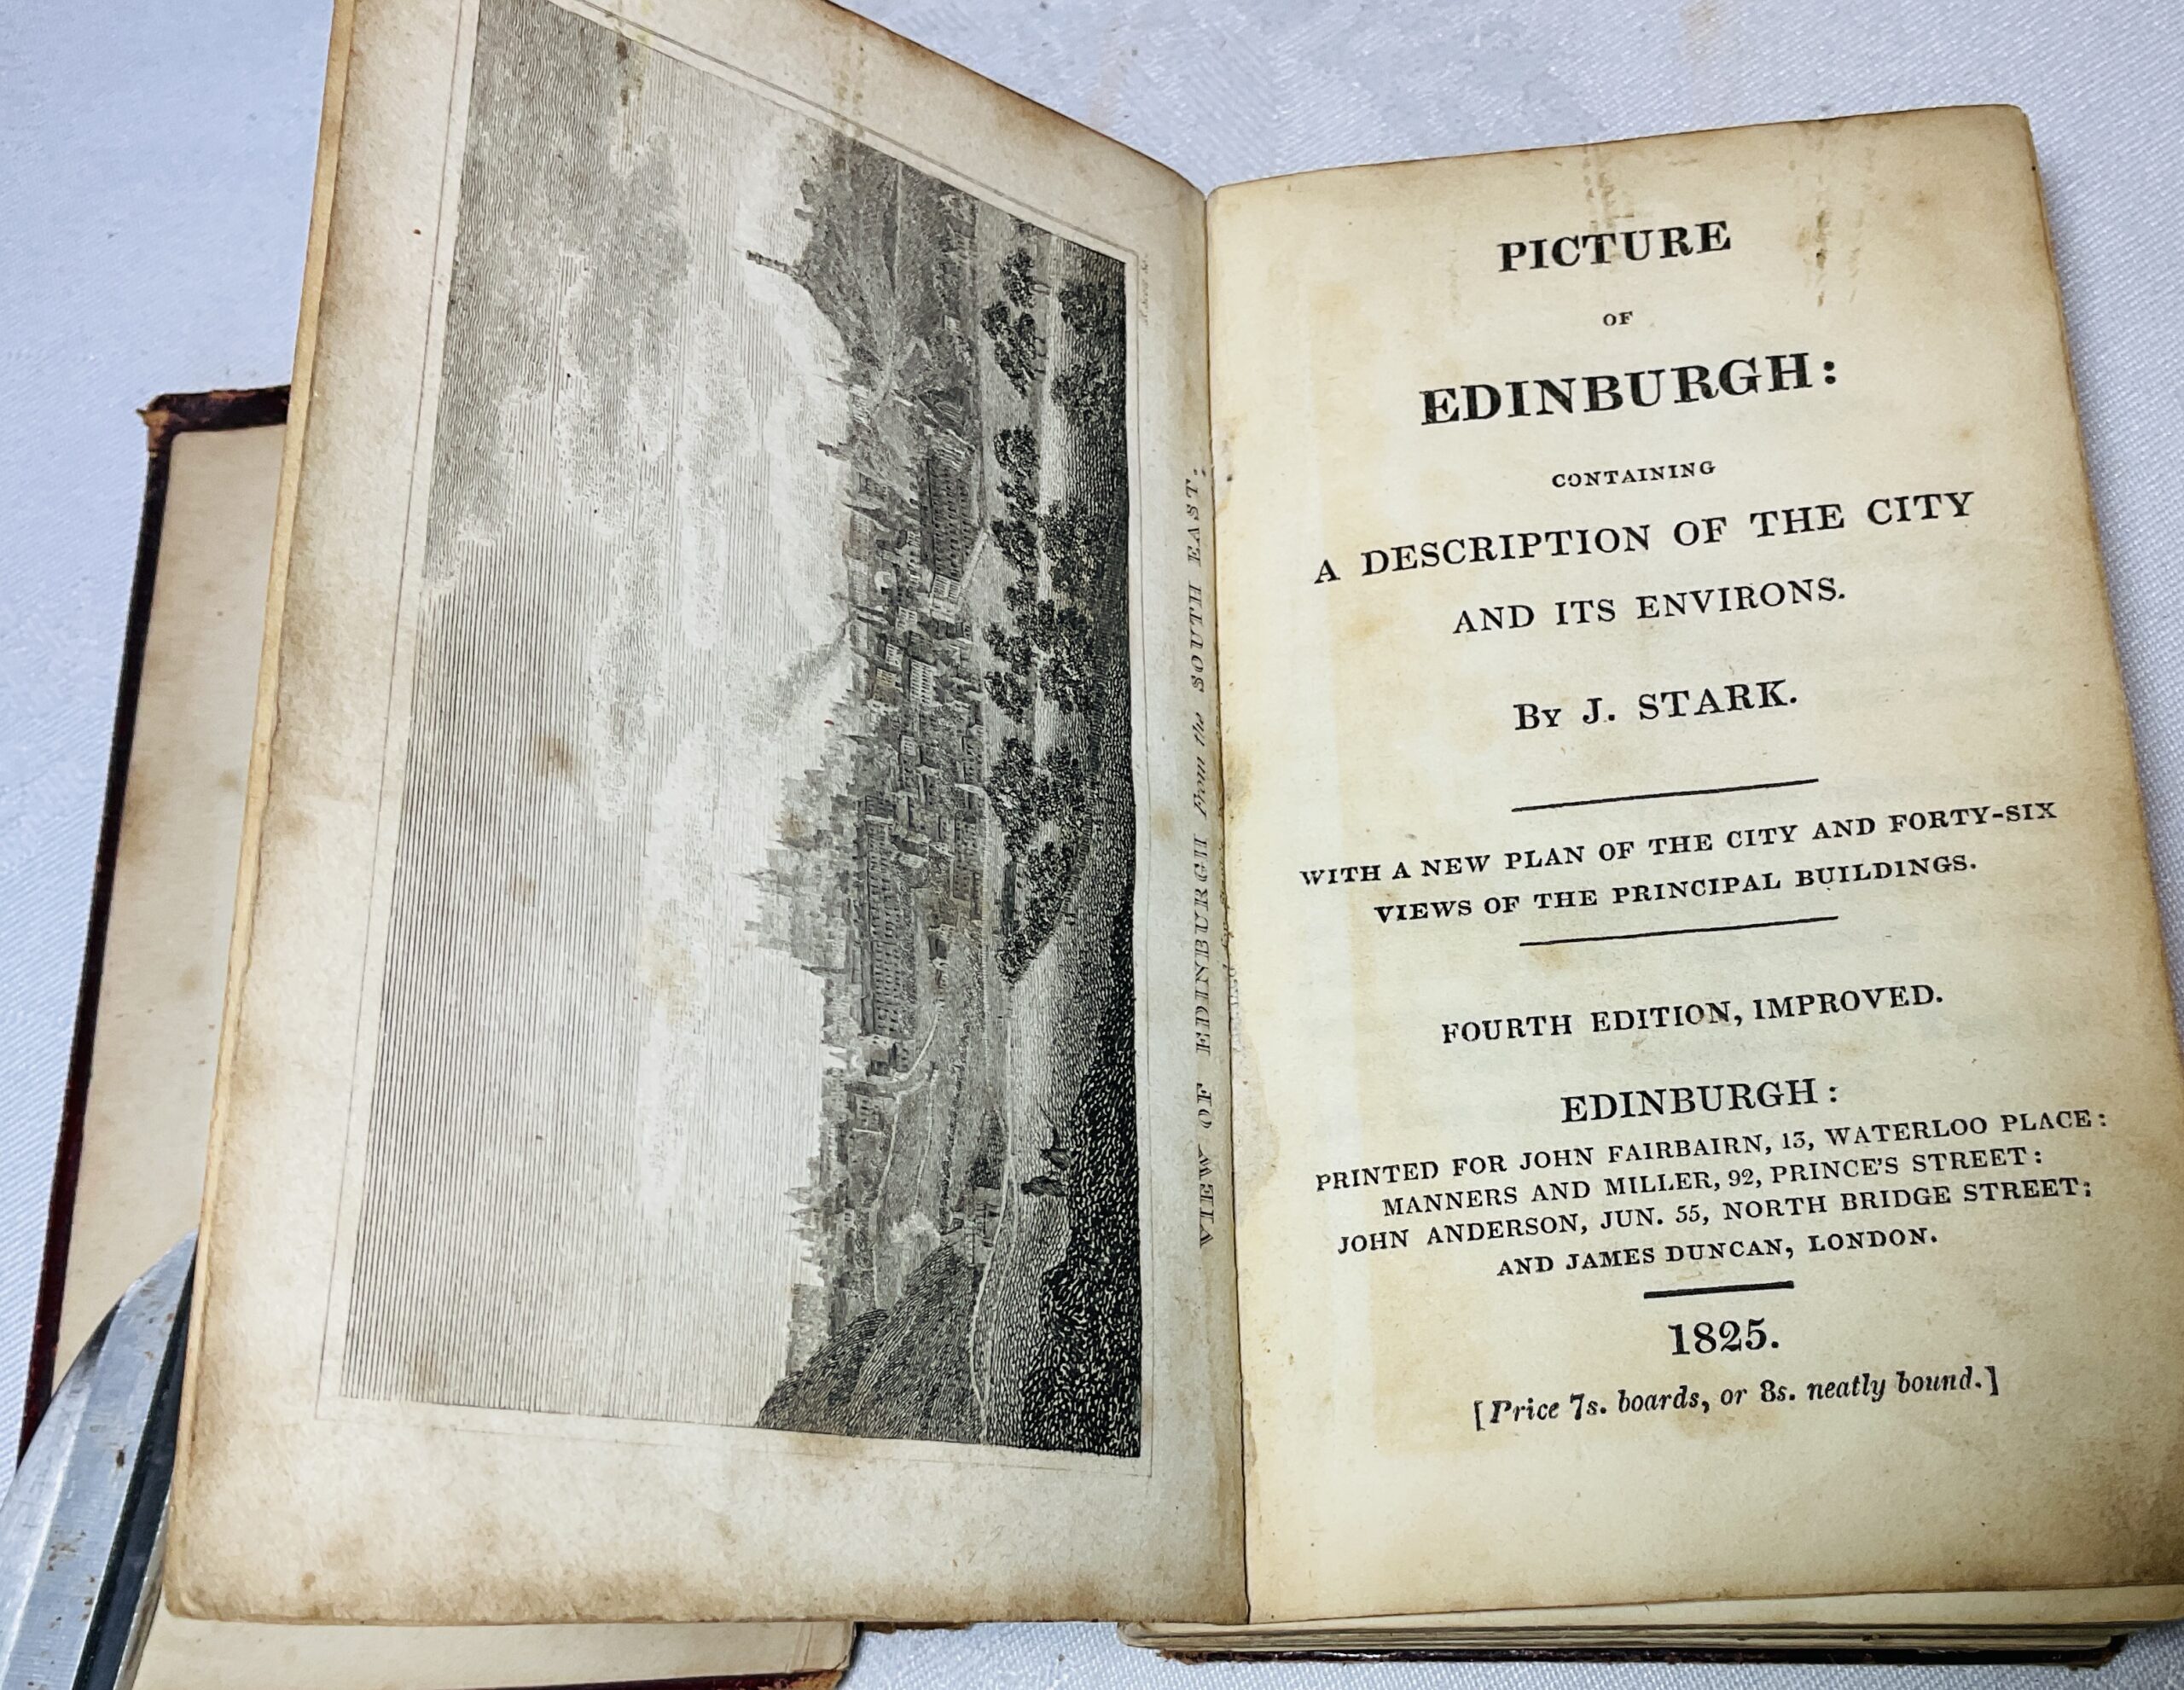 VIEW OF EDINBURGH From the SOUTH EAST.
PICTURE
OF
EDINBURGH:
CONTAINING
A DESCRIPTION OF THE CITY
AND ITS ENVIRONS.
BY J. STARK.
WITH A NEW PLAN OF THE CITY AND FORTY-SIX
VIEWS OF THE PRINCIPAL BUILDINGS.
FOURTH EDITION, IMPROVED.
EDINBURGH:
PRINTED FOR JOHN FAIRBAIRN, 13, WATERLOO PLACE:
MANNERS AND MILLER, 92, PRINCE'S STREET:
JOHN ANDERSON, JUN. 55, NORTH BRIDGE STREET;
AND JAMES DUNCAN, LONDON.
1825.
[Price 7s. boards, or 8s. neatly bound.]